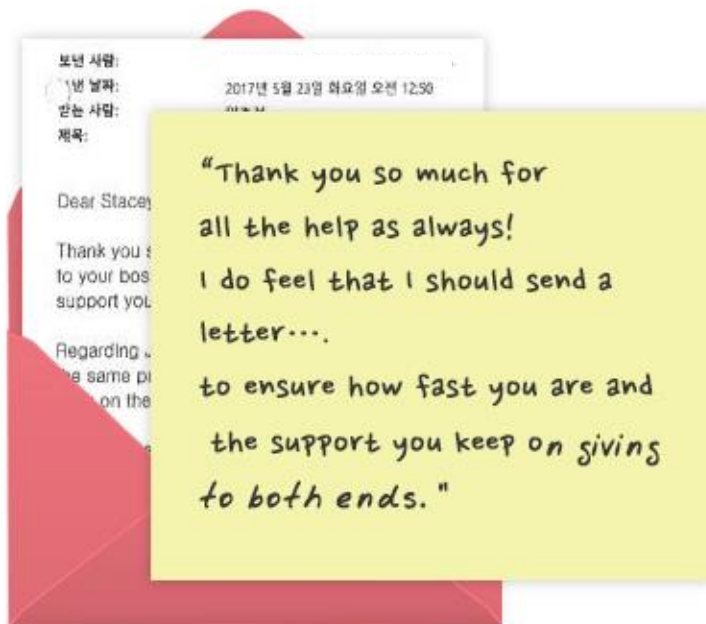 보낸 사람:
낸 날짜: 2017년 5월 23일 화요일 오전 12:50
받는 사람:
제목:
Dear Stacey
Thank you
to your
support you
Regarding
same
on the
"Thank you so much for
all the help as always!
I do feel that I should send a
letter····.
to ensure how fast you are and
the support you keep on giving
to both ends."